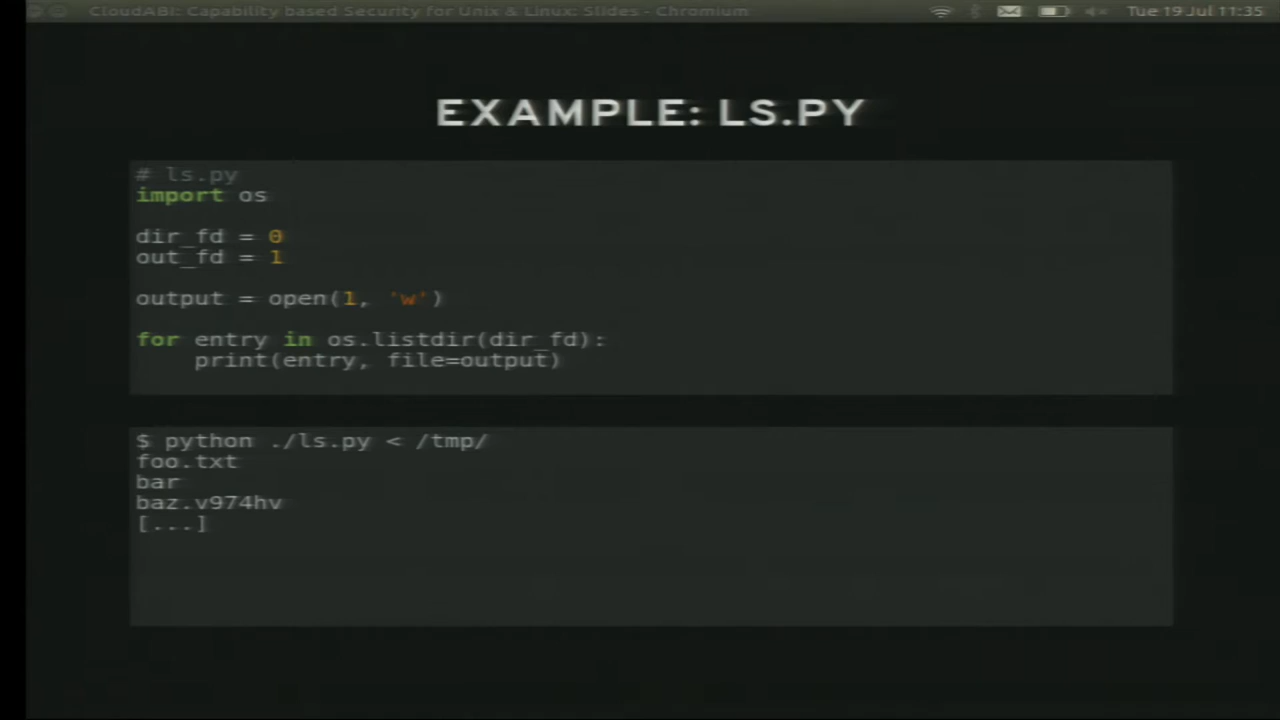 CloudABI: Capability based Security for Unix & Linux: Slides - Chromium
Tue 19 Jul 11:35
EXAMPLE: LS.PY
# ls.py
import os
dir_fd = 0
out_fd = 1
output = open(1, 'w')
for entry in os.listdir(dir_fd):
    print(entry, file=output)
$ python ./ls.py < /tmp/
foo.txt
bar
baz.v974hv
[...]